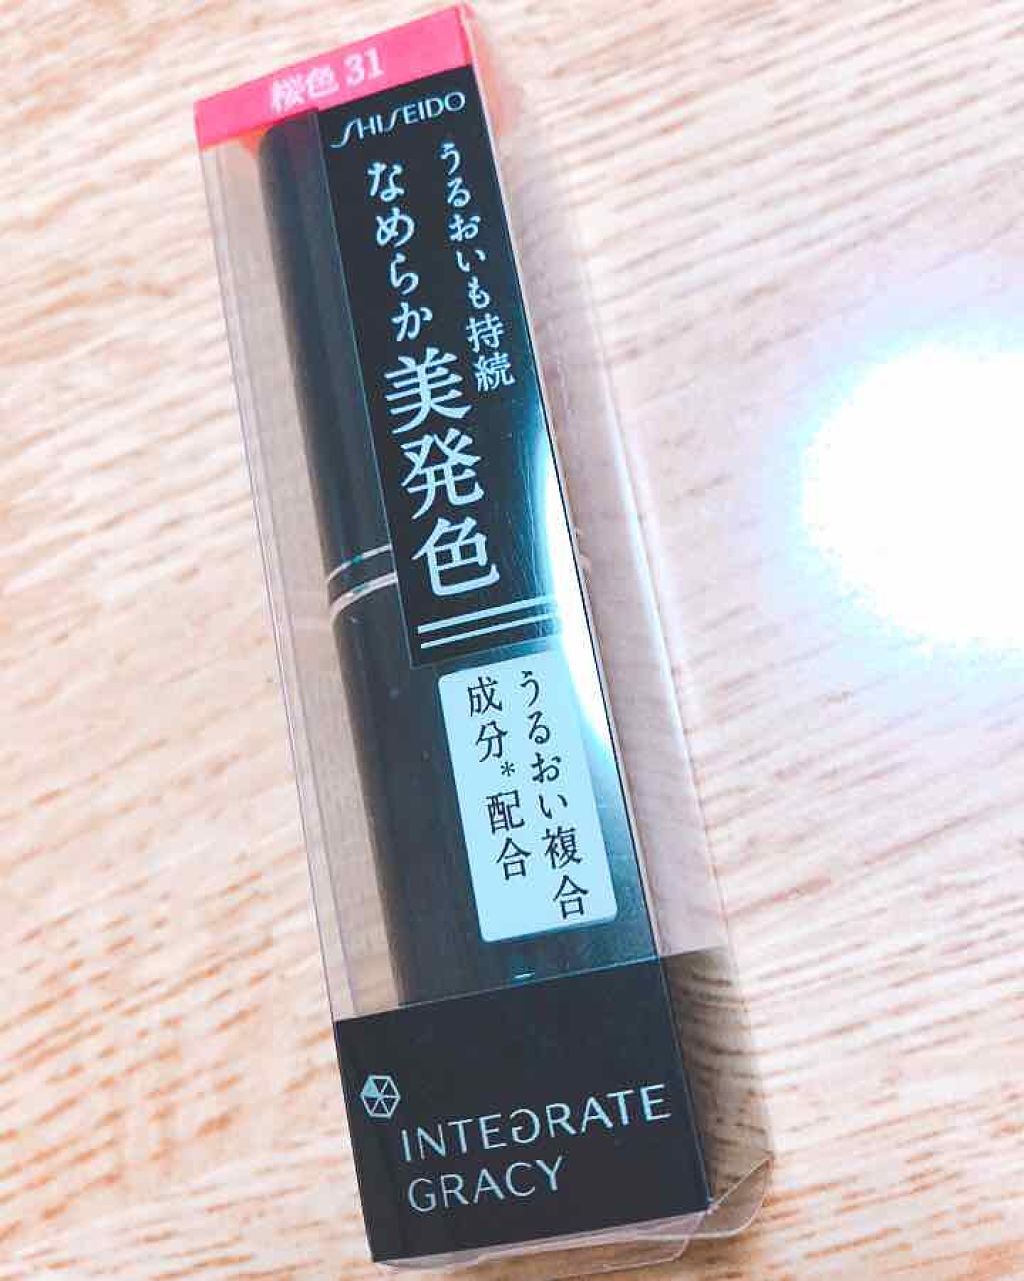 桜色 31
SHISEIDO
うるおいも持続
なめらか美発色
うるおい複合
成分*配合
INTEGRATE
GRACY